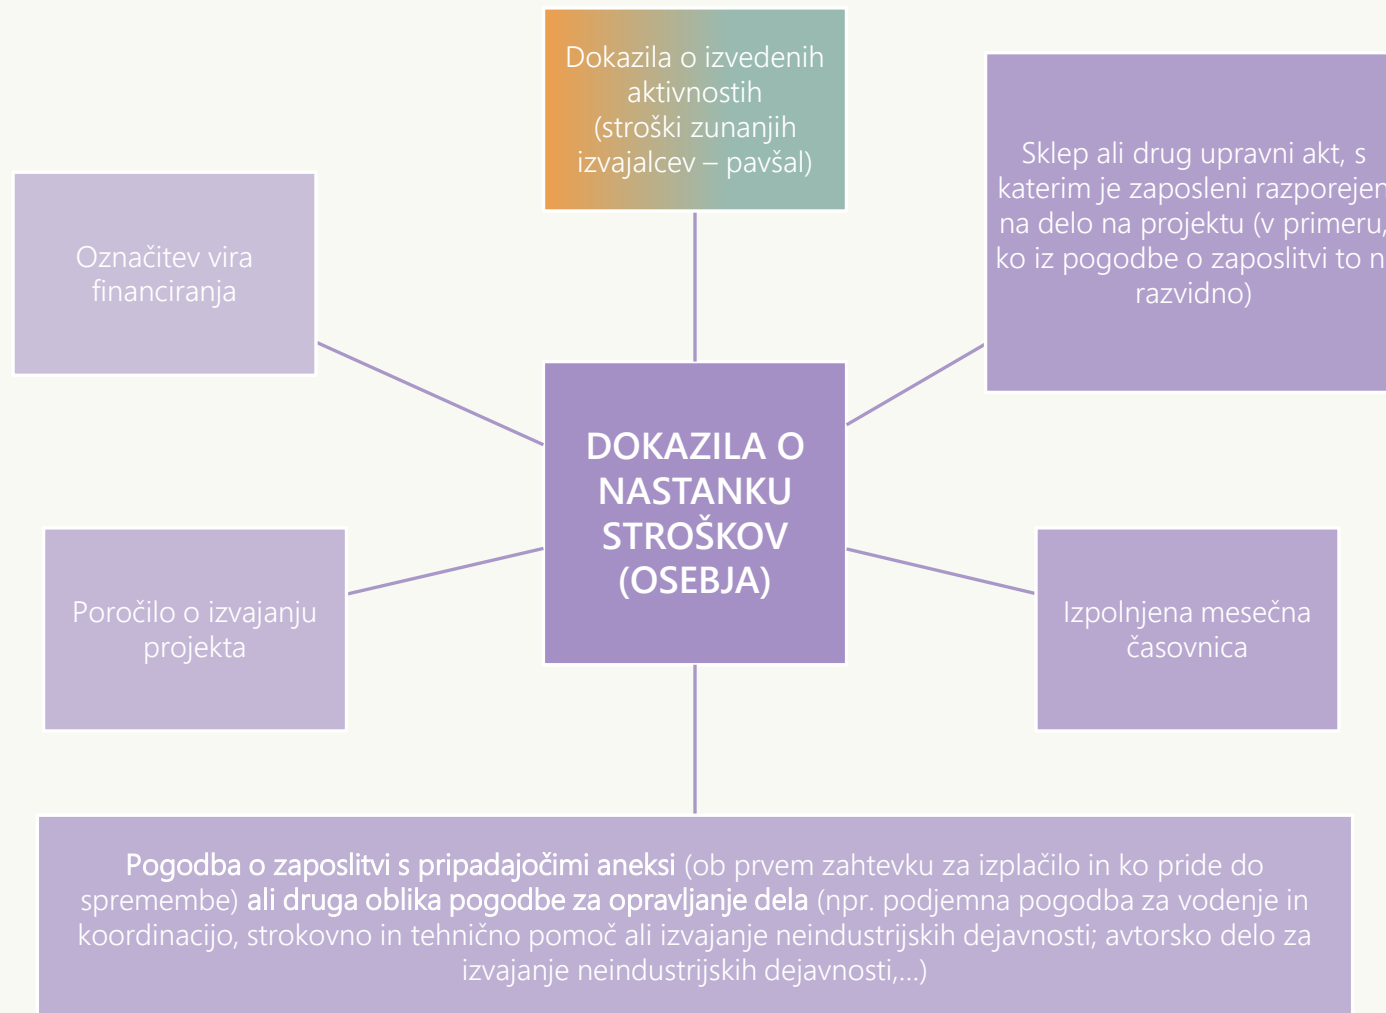 Dokazila o izvedenih
aktivnostih
(stroški zunanjih
izvajalcev – pavšal)
Sklep ali drug upravni akt, s
katerim je zaposleni razporejen
na delo na projektu (v primeru,
ko iz pogodbe o zaposlitvi to n
razvidno)
Označitev vira
financiranja
DOKAZILA O
NASTANKU
STROŠKOV
(OSEBJA)
Poročilo o izvajanju
projekta
Izpolnjena mesečna
časovnica
Pogodba o zaposlitvi s pripadajočimi aneksi (ob prvem zahtevku za izplačilo in ko pride do
spremembe) ali druga oblika pogodbe za opravljanje dela (npr. podjemna pogodba za vodenje in
koordinacijo, strokovno in tehnično pomoč ali izvajanje neindustrijskih dejavnosti; avtorsko delo za
izvajanje neindustrijskih dejavnosti,...)